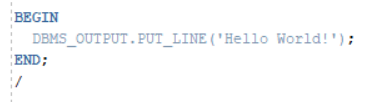 BEGIN
DBMS_OUTPUT.PUT_LINE('Hello World!');
END;
/